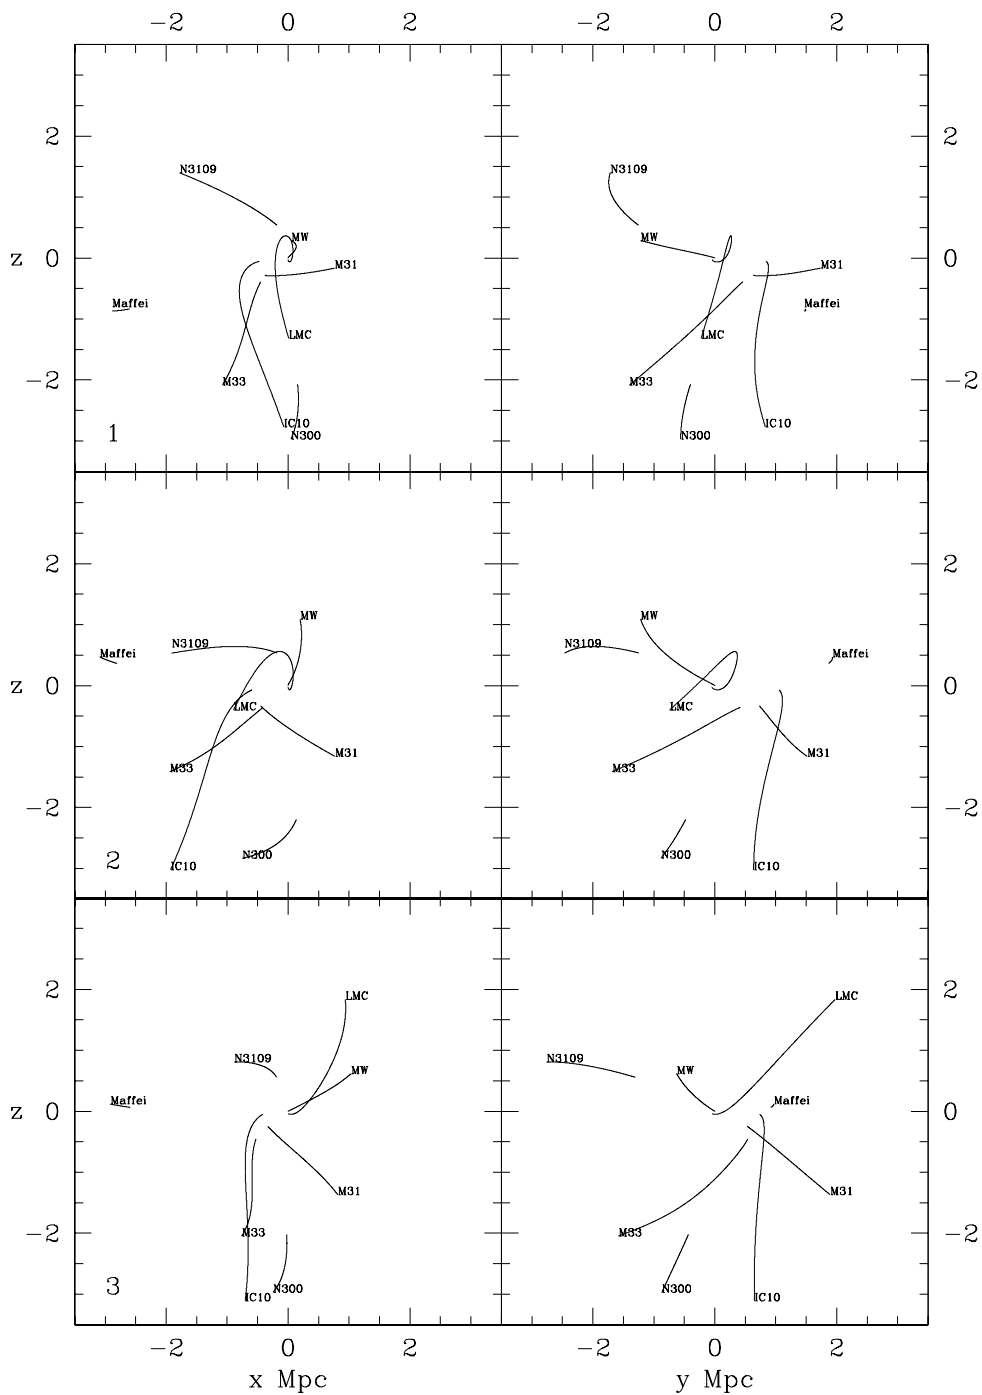 −2 0 2 −2 0 2
2
N3109 N3109
MW MW
z 0 M31 M31 0
Maffei Maffei
LMC LMC
−2 M33 M33 −2
IC10 IC10
1 N300 N300
2 2
MW MW
N3109 N3109
Maffei Maffei
z 0 0
LMC LMC
M31 M31
M33 M33
−2 −2
N300 N300
2 IC10 IC10
2 LMC LMC 2
N3109 N3109
MW MW
Maffei Maffei
z 0 0
M31 M31
−2 M33 M33 −2
3 N300 N300
IC10
IC10
−2 0 2 −2 0 2
x Mpc y Mpc